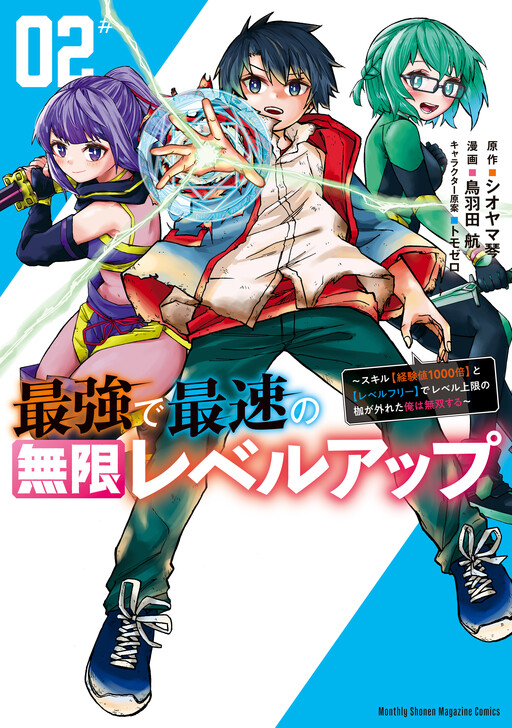 02#
原作■シオヤマ琴
漫画■鳥羽田 航
キャラクター原案■トモゼロ
～スキル【経験値1000倍】と
【レベルフリー】でレベル上限の
枷が外れた俺は無双する～
最強で最速の
無限レベルアップ
Monthly Shonen Magazine Comics